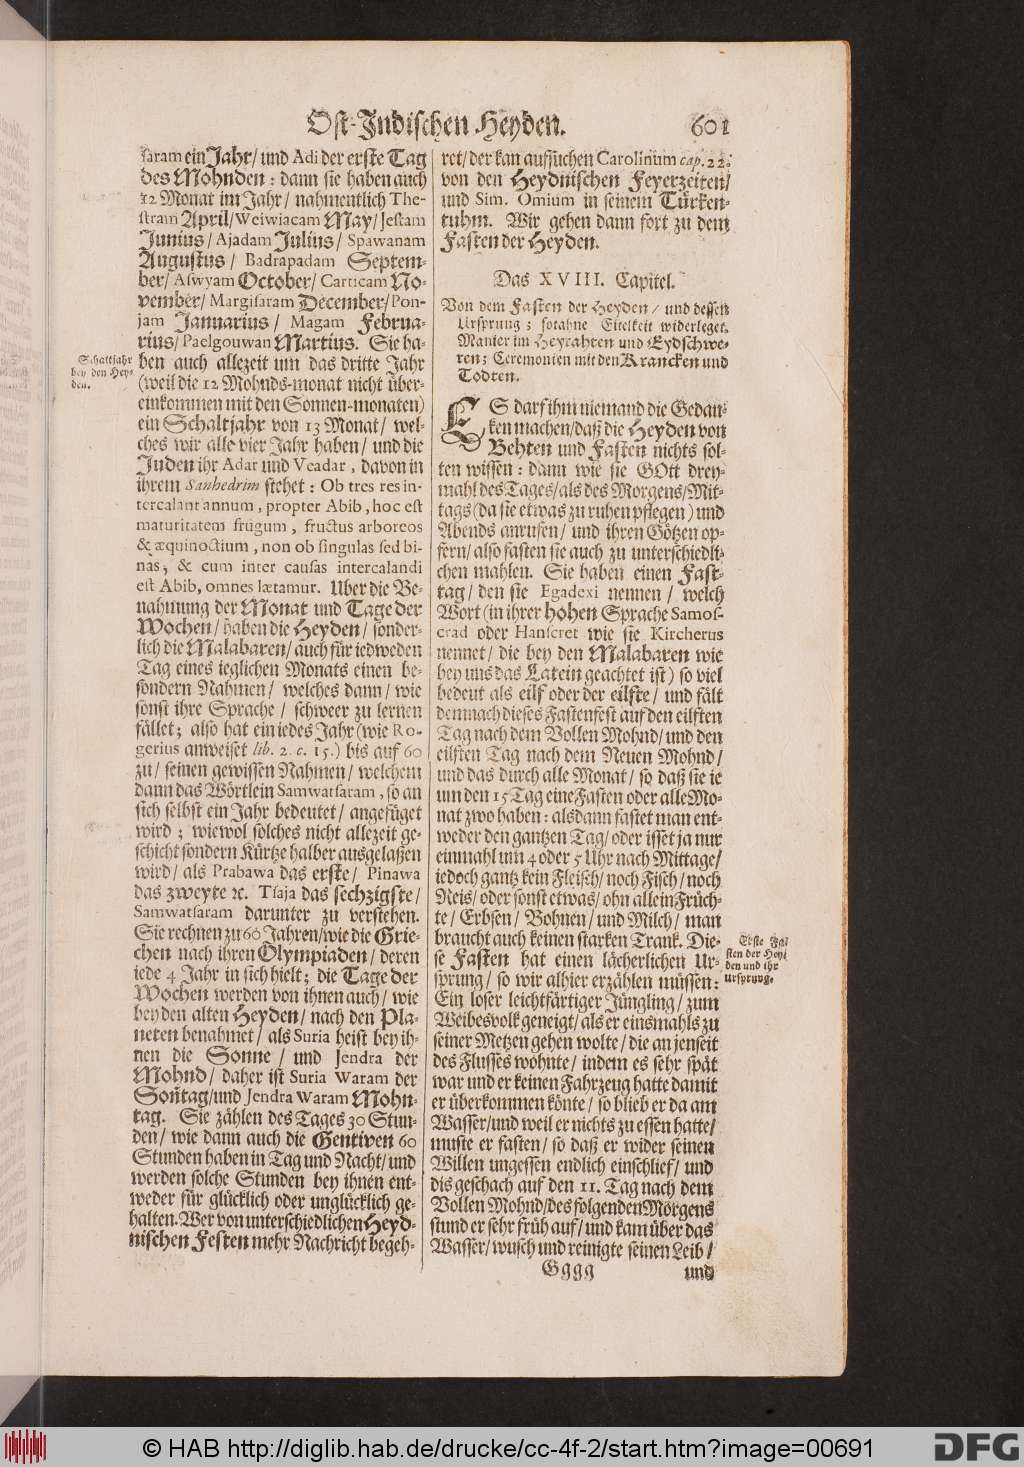 Ost-Indischen Heyden. 601
saram ein Jahr/ und Adi der erste Tag
des Mohnden: dann sie haben auch
12 Monat im Jahr/ nahmentlich The-
stram April/ Weiwiacam May/ Jestam
Junius/ Ajadam Julius/ Spawanam
Augustus/ Badrapadam Septem-
ber/ Aswyam October/ Carticam No-
vember/ Margisaram December/ Pon-
jam Januarius/ Magam Februa-
rius/ Paelgouwan Martius. Sie ha-
ben auch allezeit um das dritte Jahr
(weil die 12 Mohnds-monat nicht über-
einkommen mit den Sonnen-monaten)
ein Schaltjahr von 13 Monat/ wel-
ches wir alle vier Jahr haben/ und die
Juden ihr Adar und Veadar, davon in
ihrem Sanhedrim stehet: Ob tres res in-
tercalant annum, propter Abib, hoc est
maturitatem frugum, fructus arboreos
& æquinoctium, non ob singulas sed bi-
nas, & cum inter causas intercalandi
est Abib, omnes lætamur. Uber die Be-
nahmung der Monat und Tage der
Wochen/ haben die Heyden/ sonder-
lich die Malabaren/ auch für iedweden
Tag eines ieglichen Monats einen be-
sondern Nahmen/ welches dann/ wie
sonst ihre Sprache/ schweer zu lernen
fället; also hat ein iedes Jahr (wie Ro-
gerius anweiset lib. 2. c. 15.) bis auf 60
zu/ seinen gewissen Nahmen/ welchem
dann das Wörtlein Samwatsaram, so an
sich selbst ein Jahr bedeutet/ angefüget
wird; wiewol solches nicht allezeit ge-
schicht sondern Kürtze halber ausgelaßen
wird/ als Prabawa das erste/ Pinawa
das zweyte ꝛc. Tsaja das sechzigste/
Samwatsaram darunter zu verstehen.
Sie rechnen zu 60 Jahren/ wie die Grie-
chen nach ihren Olympiaden/ deren
iede 4 Jahr in sich hielt; die Tage der
Wochen werden von ihnen auch/ wie
bey den alten Heyden/ nach den Pla-
neten benahmet/ als Suria heist bey ih-
nen die Sonne/ und Jendra der
Mohnd/ daher ist Suria Waram der
Soñtag/ und Jendra Waram Mohn-
tag. Sie zählen des Tages 30 Stun-
den/ wie dann auch die Gentiven 60
Stunden haben in Tag und Nacht/ und
werden solche Stunden bey ihnen ent-
weder für glücklich oder unglücklich ge-
halten. Wer von unterschiedlichen Heyd-
nischen Festen mehr Nachricht begeh-
Schaltjahr
bey den Hey-
den.
ret/ der kan aufsuchen Carolinum cap. 22.
von den Heydnischen Feyerzeiten/
und Sim. Omium in seinem Türken-
tuhm. Wir gehen dann fort zu dem
Fasten der Heyden.
Das XVIII. Capitel.
Von dem Fasten der Heyden/ und dessen
Ursprung; sotahne Eitelkeit widerleget.
Manier im Heyrahten und Eydschwe-
ren; Ceremonien mit den Krancken und
Todten.
ES darf ihm niemand die Gedan-
ken machen/ daß die Heyden von
Behten und Fasten nichts sol-
ten wissen: dann wie sie GOtt drey-
mahl des Tages/ als des Morgens/ Mit-
tags (da sie etwas zu ruhen pflegen) und
Abends anrufen/ und ihren Götzen op-
fern/ also fasten sie auch zu unterschiedli-
chen mahlen. Sie haben einen Fast-
tag/ den sie Egadexi nennen/ welch
Wort (in ihrer hohen Sprache Samos-
crad oder Hanscret wie sie Kircherus
nennet/ die bey den Malabaren wie
bey uns das Latein geachtet ist) so viel
bedeut als eilf oder der eilfte/ und fält
demnach dieses Fastenfest auf den eilften
Tag nach dem Vollen Mohnd/ und den
eilften Tag nach dem Neuen Mohnd/
und das durch alle Monat/ so daß sie ie
um den 15 Tag eine Fasten oder alle Mo-
nat zwo haben: alsdann fastet man ent-
weder den gantzen Tag/ oder isset ja nur
einmahl um 4 oder 5 Uhr nach Mittage/
iedoch gantz kein Fleisch/ noch Fisch/ noch
Reis/ oder sonst etwas/ ohn allein Früch-
te/ Erbsen/ Bohnen/ und Milch/ man
braucht auch keinen starken Trank. Die-
se Fasten hat einen lächerlichen Ur-
sprung/ so wir alhier erzählen müssen:
Ein loser leichtfärtiger Jüngling/ zum
Weibesvolk geneigt/ als er einsmahls zu
seiner Metzen gehen wolte/ die an jenseit
des Flusses wohnte/ indem es sehr spät
war und er keinen Fahrzeug hatte damit
er überkommen könte/ so blieb er da am
Wasser/ und weil er nichts zu essen hatte/
muste er fasten/ so daß er wider seinen
Willen ungessen endlich einschlief/ und
dis geschach auf den 11. Tag nach dem
Vollen Mohnd/ des folgenden Morgens
stund er sehr früh auf/ und kam über das
Wasser/ wusch und reinigte seinen Leib/
Erste Fa-
sten der Hey-
den und ihr
ursprung.
Gggg und
© HAB http://diglib.hab.de/drucke/cc-4f-2/start.htm?image=00691
DFG